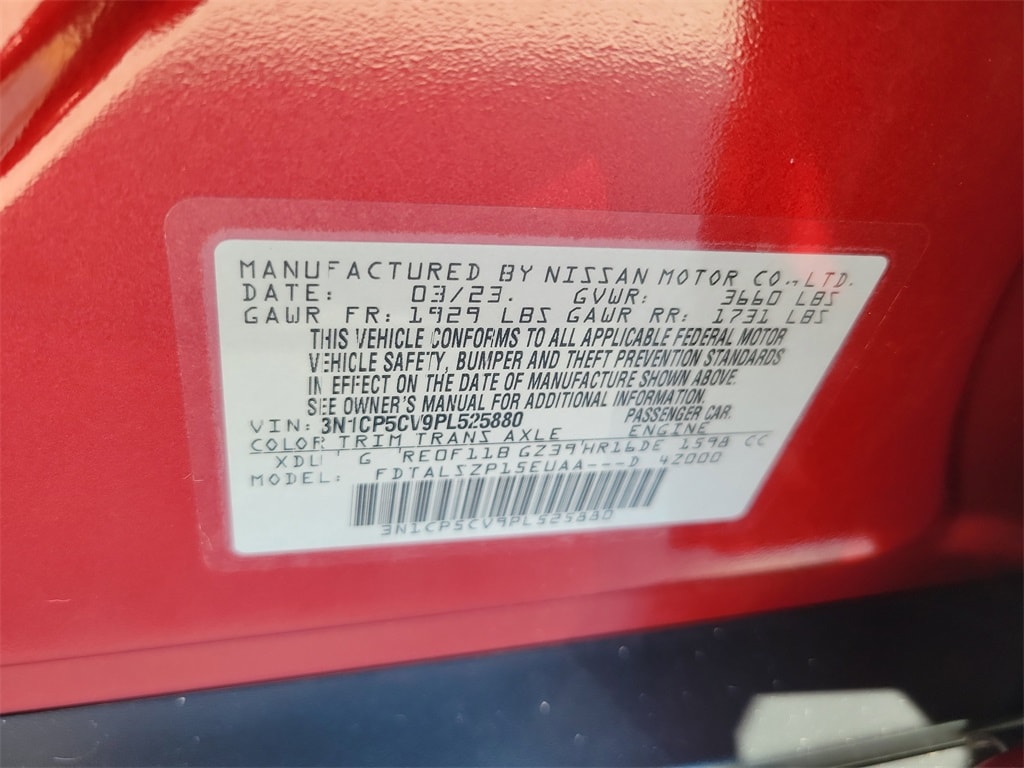 MANUFACTURED BY NISSAN MOTOR CO.,LTD.
DATE: 03/23. GVWR: 3660 LBS
GAWR FR: 1929 LBS GAWR RR: 1731 LBS
THIS VEHICLE CONFORMS TO ALL APPLICABLE FEDERAL MOTOR
VEHICLE SAFETY, BUMPER AND THEFT PREVENTION STANDARDS
IN EFFECT ON THE DATE OF MANUFACTURE SHOWN ABOVE.
SEE OWNER'S MANUAL FOR ADDITIONAL INFORMATION.
VIN: 3N1CP5CV9PL525880 PASSENGER CAR.
COLOR TRIM TRANS AXLE ENGINE
G RE0F11B GZ39 HR16DE 1598 CC
MODEL: FDTALSZP15EUAA---D 42000
3N1CP5CV9PL525880